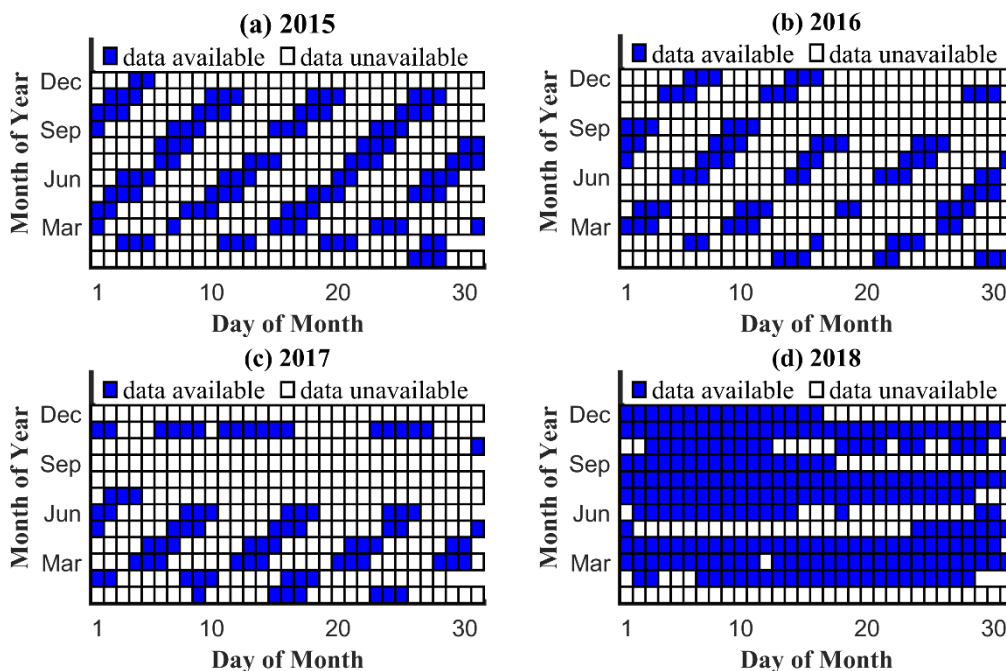 (a) 2015
data available data unavailable
Month of Year
Dec
Sep
Jun
Mar
1 10 20 30
Day of Month
(b) 2016
data available data unavailable
Month of Year
Dec
Sep
Jun
Mar
1 10 20 30
Day of Month
(c) 2017
data available data unavailable
Month of Year
Dec
Sep
Jun
Mar
1 10 20 30
Day of Month
(d) 2018
data available data unavailable
Month of Year
Dec
Sep
Jun
Mar
1 10 20 30
Day of Month